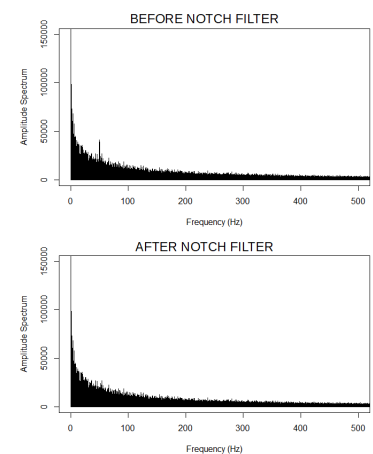 BEFORE NOTCH FILTER
150000
100000
50000
0
Amplitude Spectrum
0 100 200 300 400 500
Frequency (Hz)
AFTER NOTCH FILTER
150000
100000
50000
0
Amplitude Spectrum
0 100 200 300 400 500
Frequency (Hz)